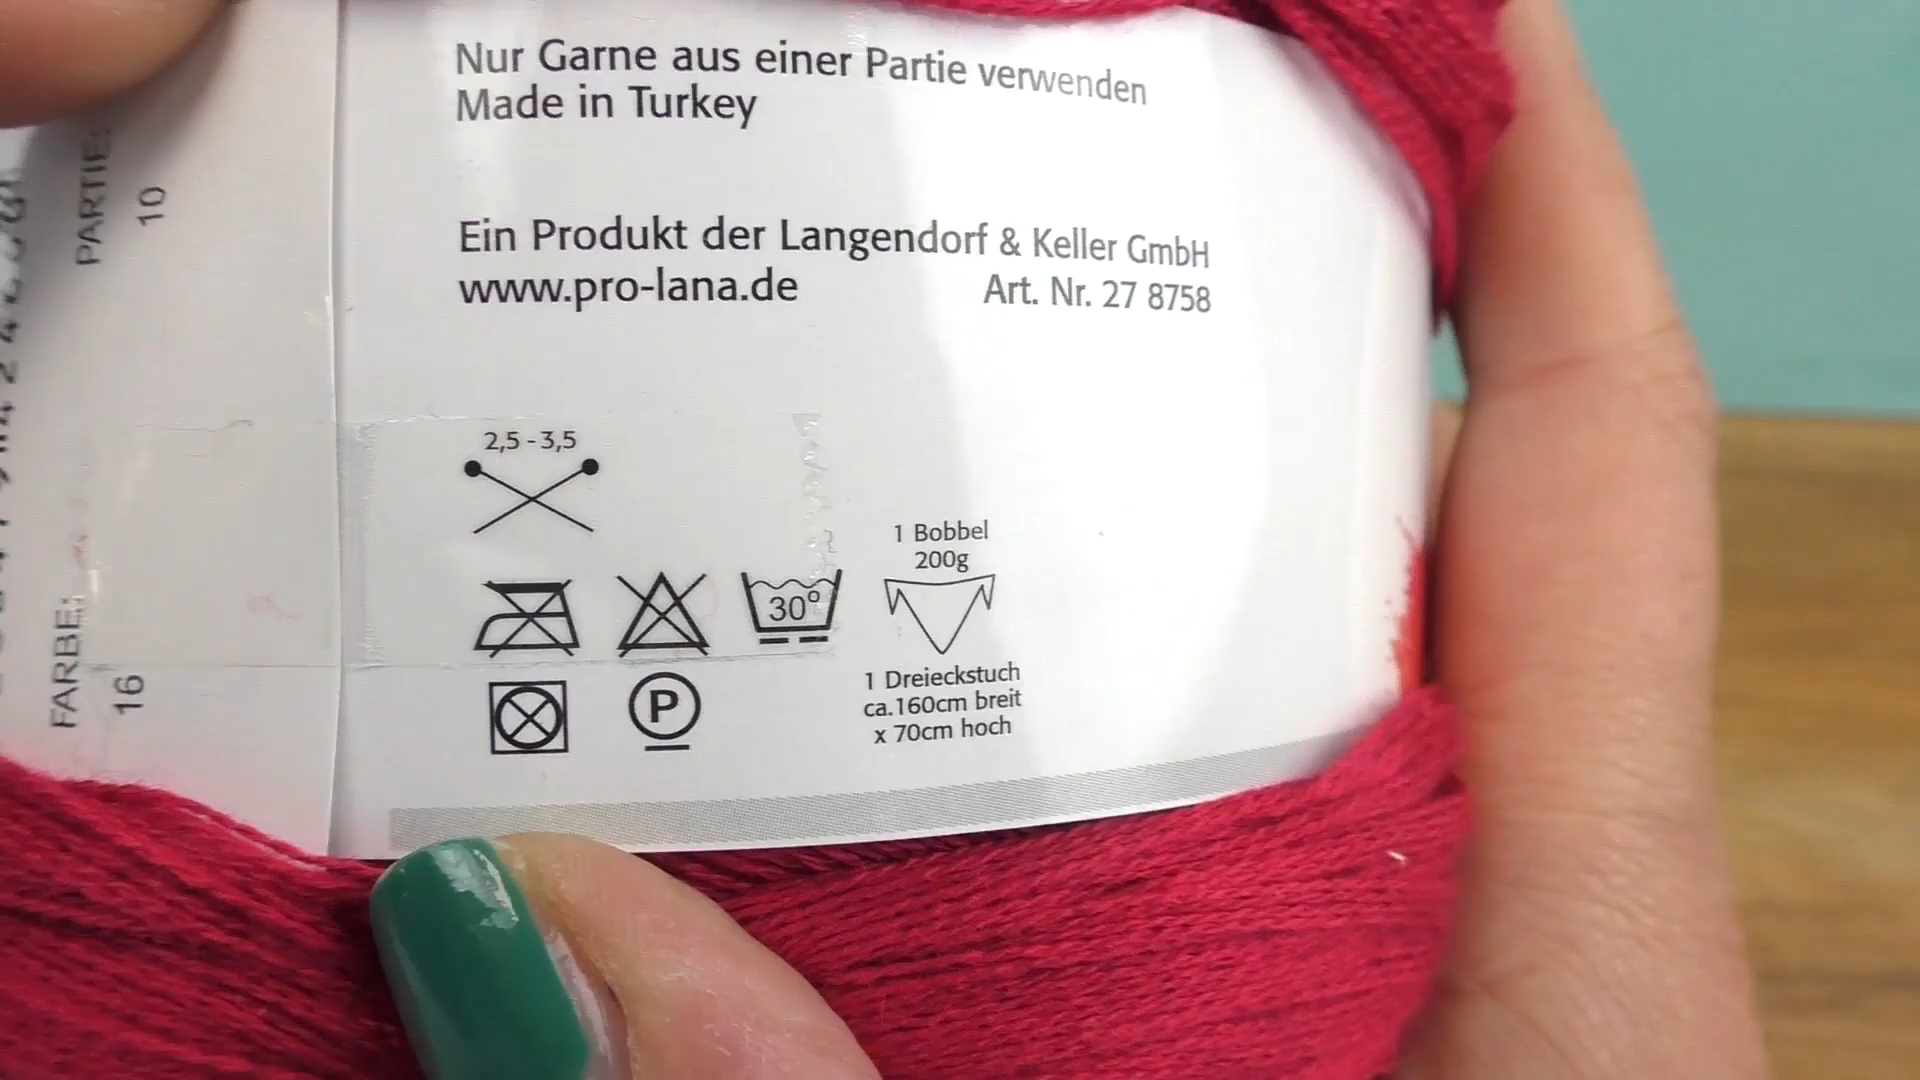 Nur Garne aus einer Partie verwenden
Made in Turkey
Ein Produkt der Langendorf & Keller GmbH
www.pro-lana.de
Art. Nr. 27 8758
2,5 - 3,5
30°
P
1 Bobbel
200g
1 Dreieckstuch
ca.160cm breit
x 70cm hoch
PARTIE:
10
FARBE:
16